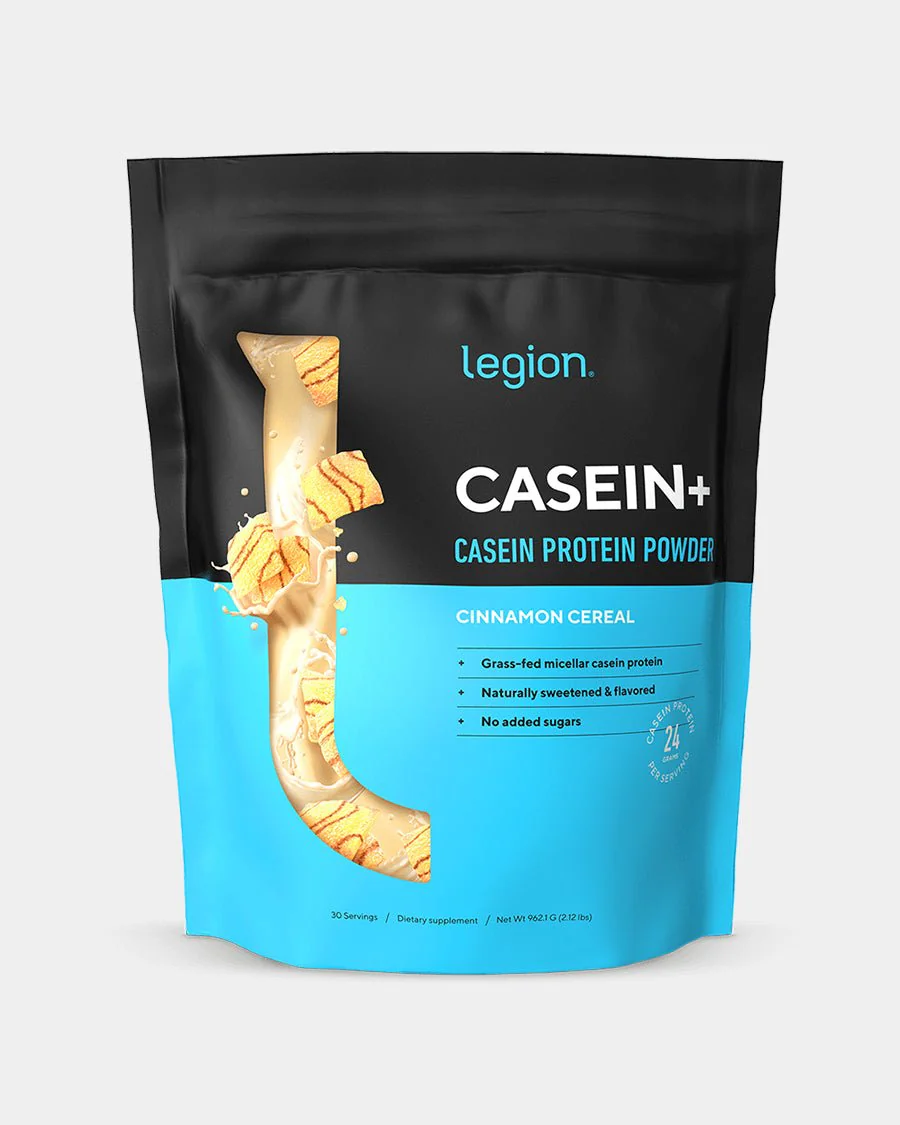 legion®
CASEIN+
CASEIN PROTEIN POWDER
CINNAMON CEREAL
+ Grass-fed micellar casein protein
+ Naturally sweetened & flavored
+ No added sugars
CASEIN PROTEIN
24
GRAMS
PER SERVING
30 Servings / Dietary supplement / Net Wt 962.1 G (2.12 lbs)